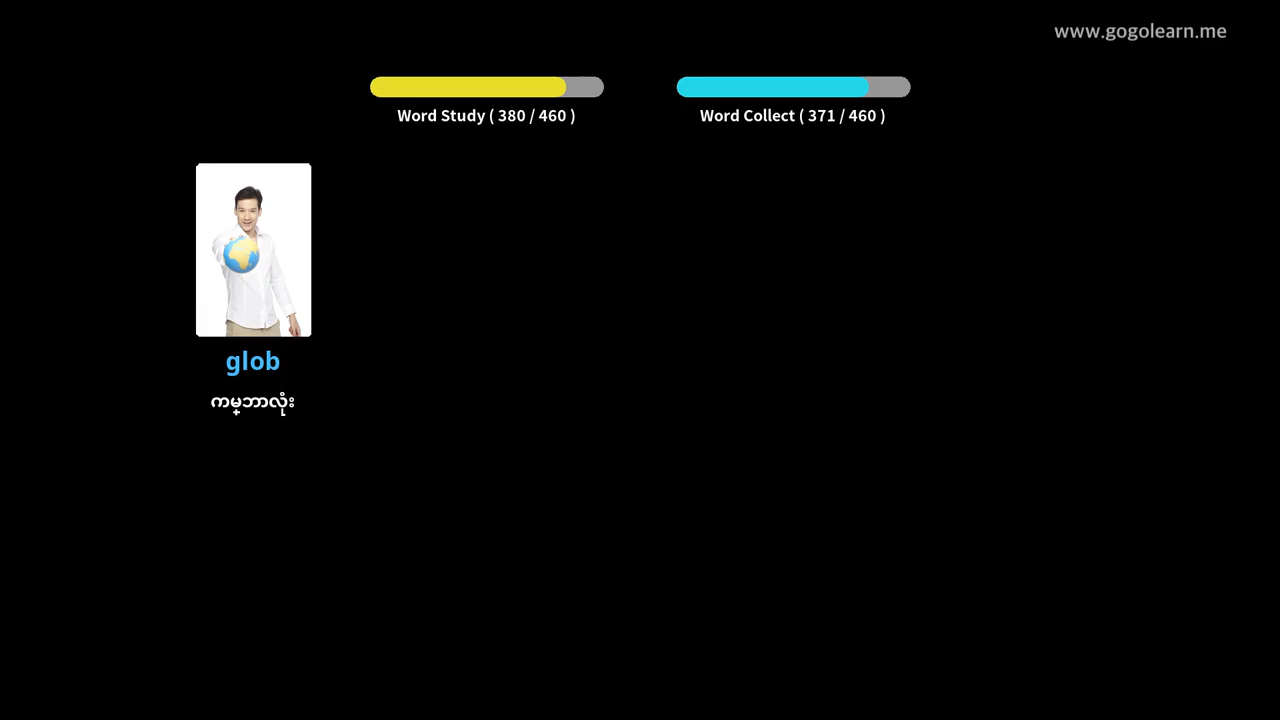 www.gogolearn.me
Word Study ( 380 / 460 )
Word Collect ( 371 / 460 )
glob
ကမ္ဘာလုံး